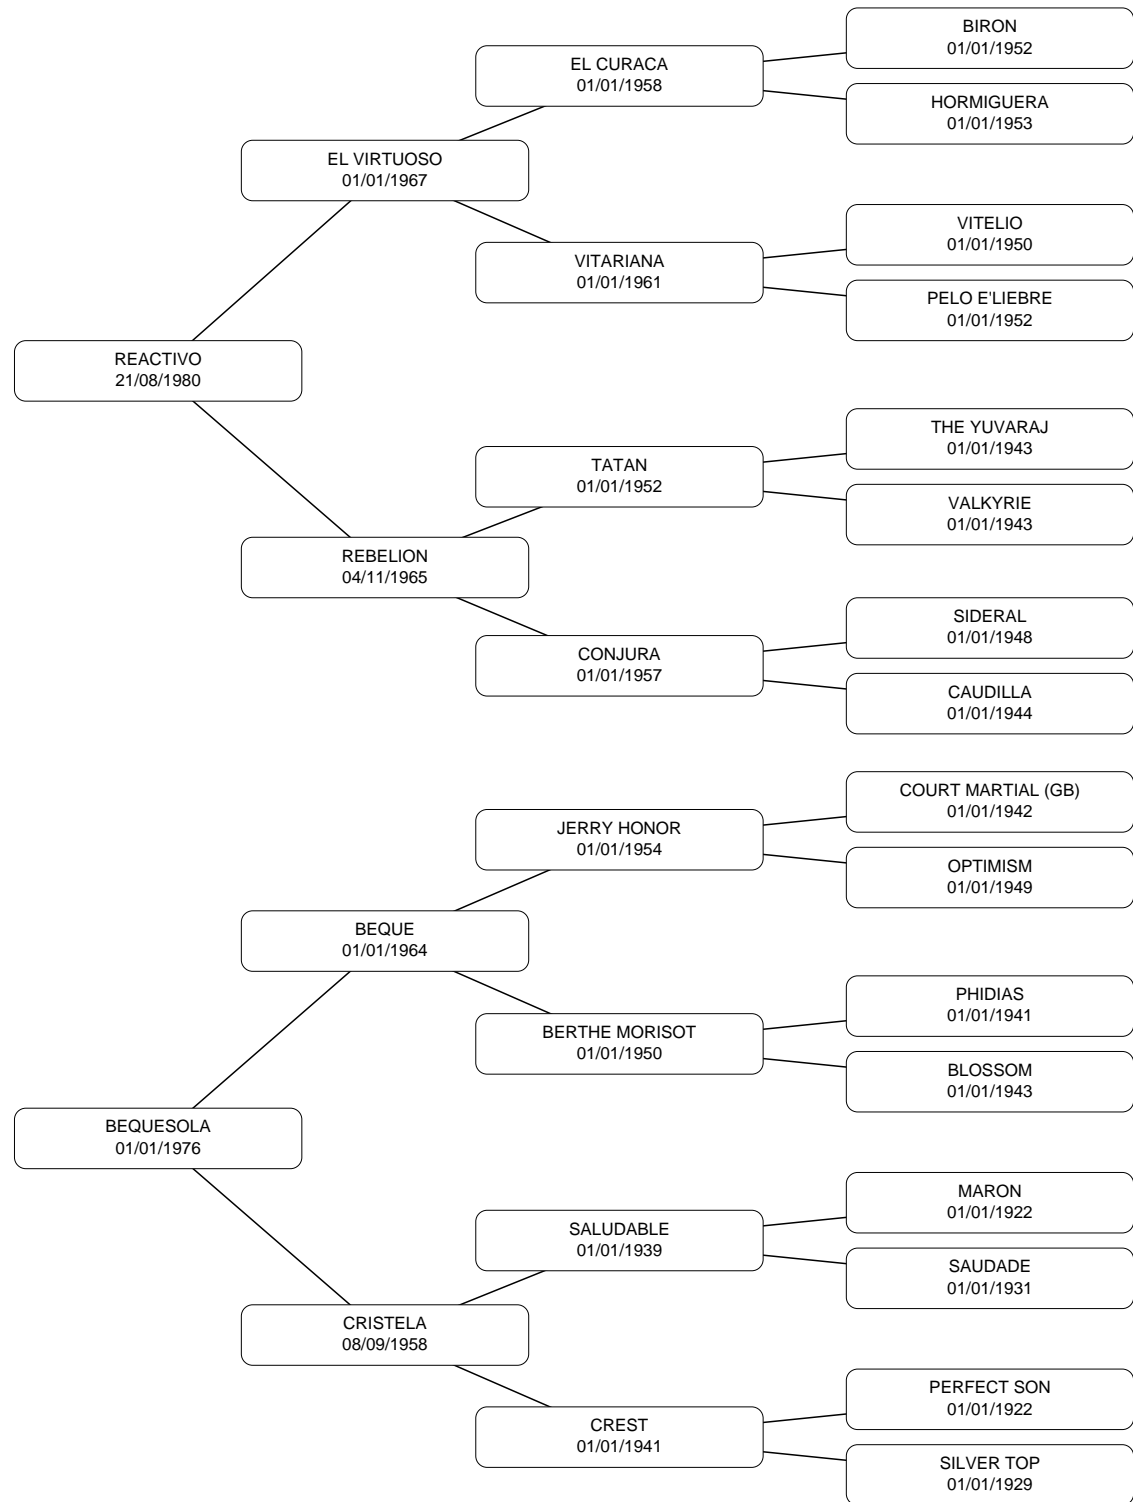 BIRON
01/01/1952
EL CURACA
01/01/1958
HORMIGUERA
01/01/1953
EL VIRTUOSO
01/01/1967
VITELIO
01/01/1950
VITARIANA
01/01/1961
PELO E'LIEBRE
01/01/1952
REACTIVO
21/08/1980
THE YUVARAJ
01/01/1943
TATAN
01/01/1952
VALKYRIE
01/01/1943
REBELION
04/11/1965
SIDERAL
01/01/1948
CONJURA
01/01/1957
CAUDILLA
01/01/1944
COURT MARTIAL (GB)
01/01/1942
JERRY HONOR
01/01/1954
OPTIMISM
01/01/1949
BEQUE
01/01/1964
PHIDIAS
01/01/1941
BERTHE MORISOT
01/01/1950
BLOSSOM
01/01/1943
BEQUESOLA
01/01/1976
MARON
01/01/1922
SALUDABLE
01/01/1939
SAUDADE
01/01/1931
CRISTELA
08/09/1958
PERFECT SON
01/01/1922
CREST
01/01/1941
SILVER TOP
01/01/1929